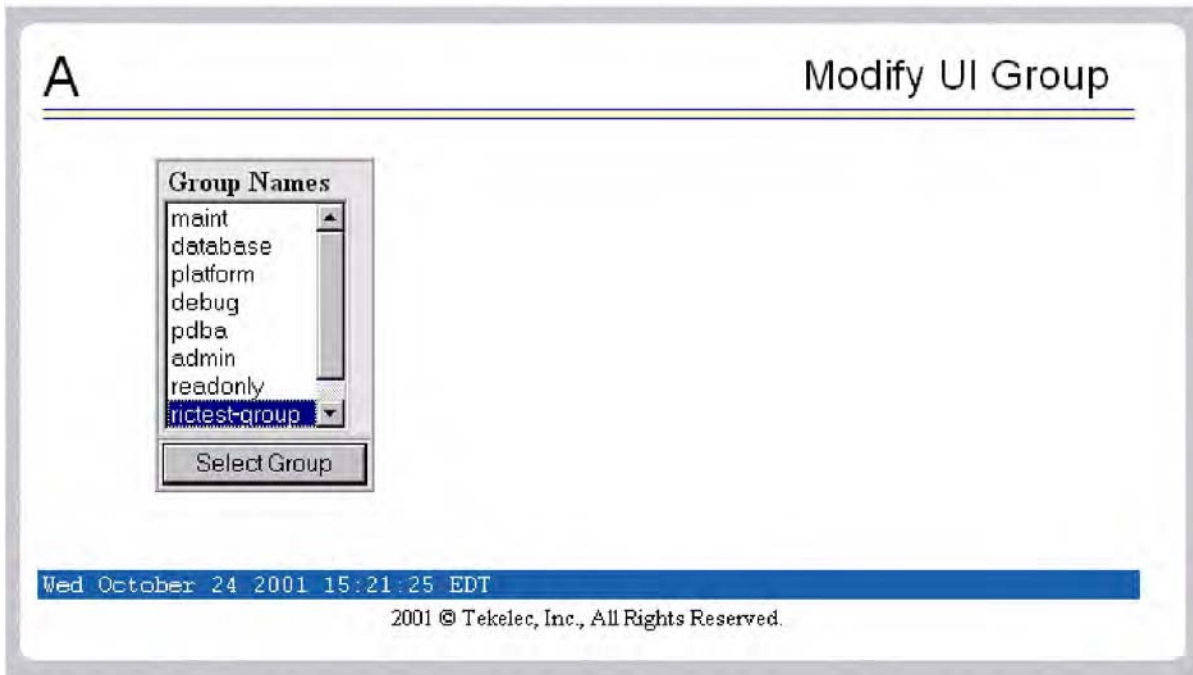 A
Modify UI Group
Group Names
maint
database
platform
debug
pdba
admin
readonly
rictest-group
Select Group
Wed October 24 2001 15:21:25 EDT
2001 © Tekelec, Inc., All Rights Reserved.